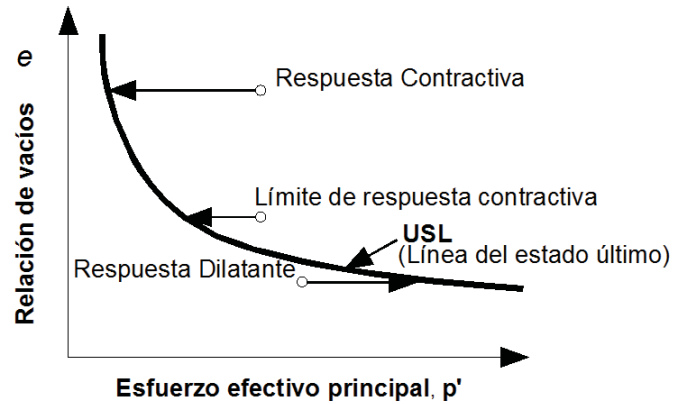 Relación de vacíos e
Respuesta Contractiva
Límite de respuesta contractiva
USL
(Línea del estado último)
Respuesta Dilatante
Esfuerzo efectivo principal, p'